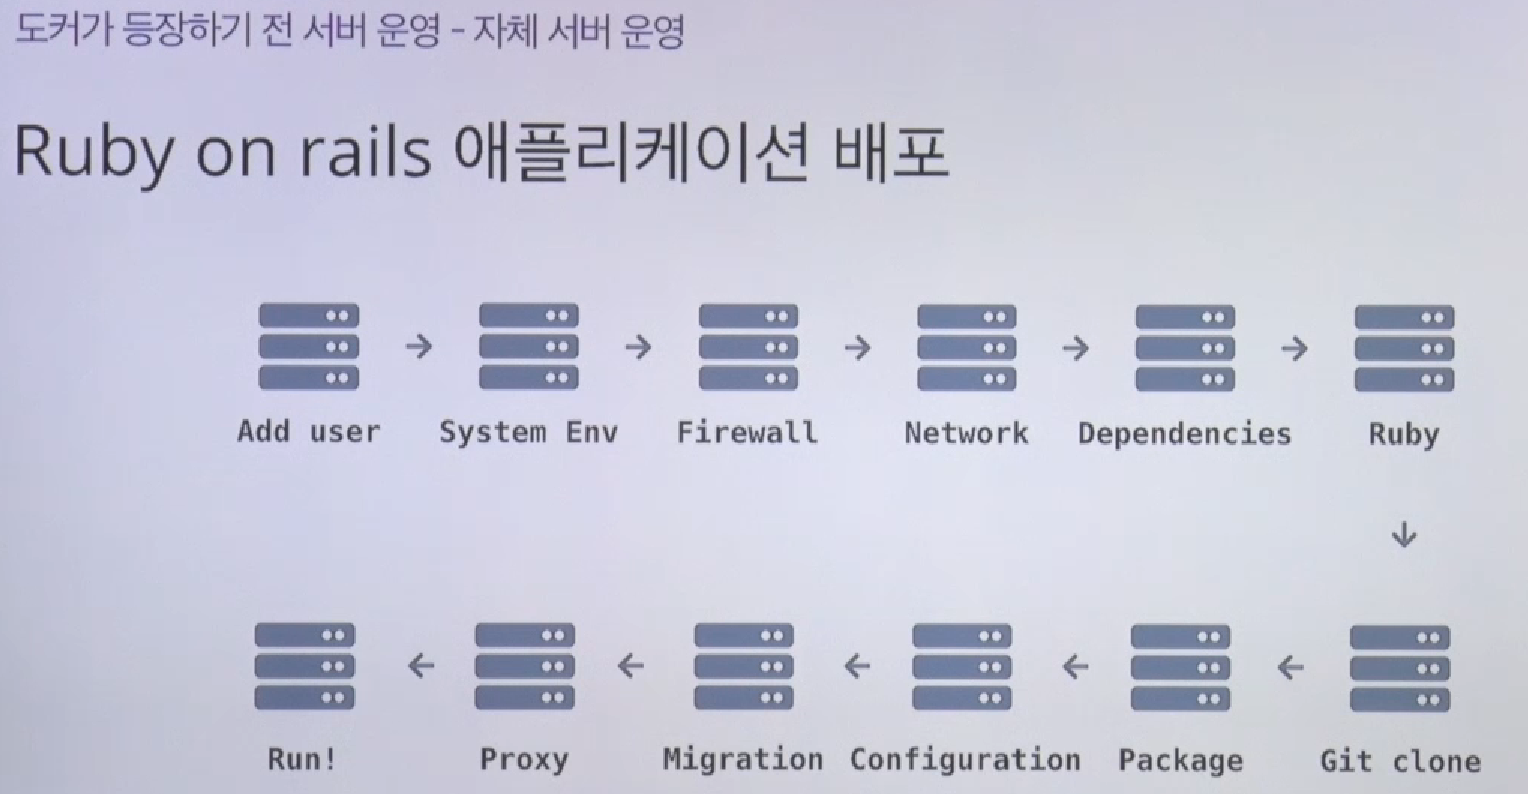 도커가 등장하기 전 서버 운영 - 자체 서버 운영
Ruby on rails 애플리케이션 배포
Add user System Env Firewall Network Dependencies Ruby
Run! Proxy Migration Configuration Package Git clone